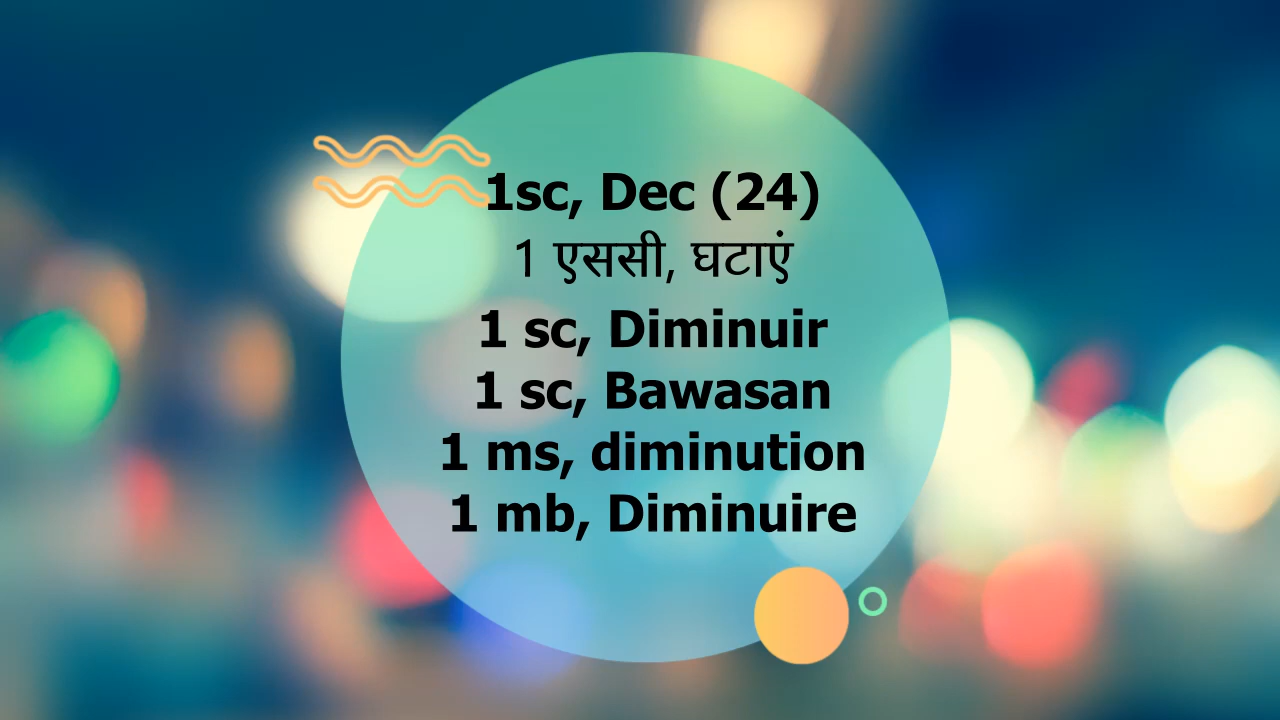 1sc, Dec (24)
1 एससी, घटाएं
1 sc, Diminuir
1 sc, Bawasan
1 ms, diminution
1 mb, Diminuire